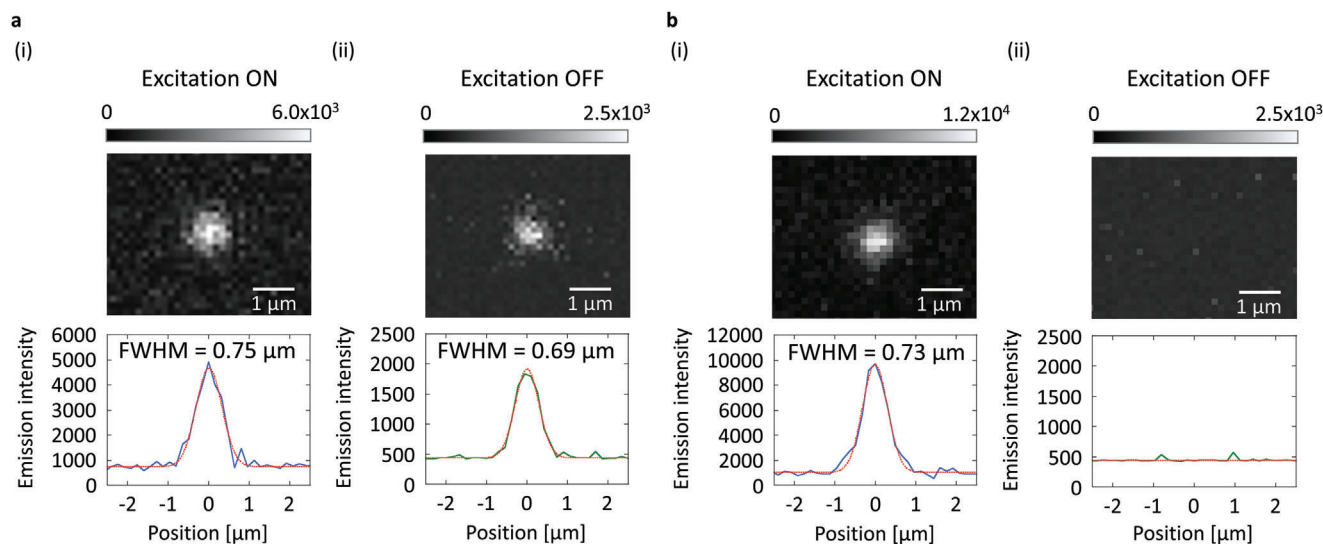 a
b
(i)
(ii)
(i)
(ii)
Excitation ON
Excitation OFF
Excitation ON
Excitation OFF
0 6.0x10³
0 2.5x10³
0 1.2x10⁴
0 2.5x10³
1 μm
1 μm
1 μm
1 μm
Emission intensity
6000
5000
4000
3000
2000
1000
0
FWHM = 0.75 μm
-2 -1 0 1 2
Position [μm]
Emission intensity
2500
2000
1500
1000
500
0
FWHM = 0.69 μm
-2 -1 0 1 2
Position [μm]
Emission intensity
12000
10000
8000
6000
4000
2000
0
FWHM = 0.73 μm
-2 -1 0 1 2
Position [μm]
Emission intensity
2500
2000
1500
1000
500
0
-2 -1 0 1 2
Position [μm]